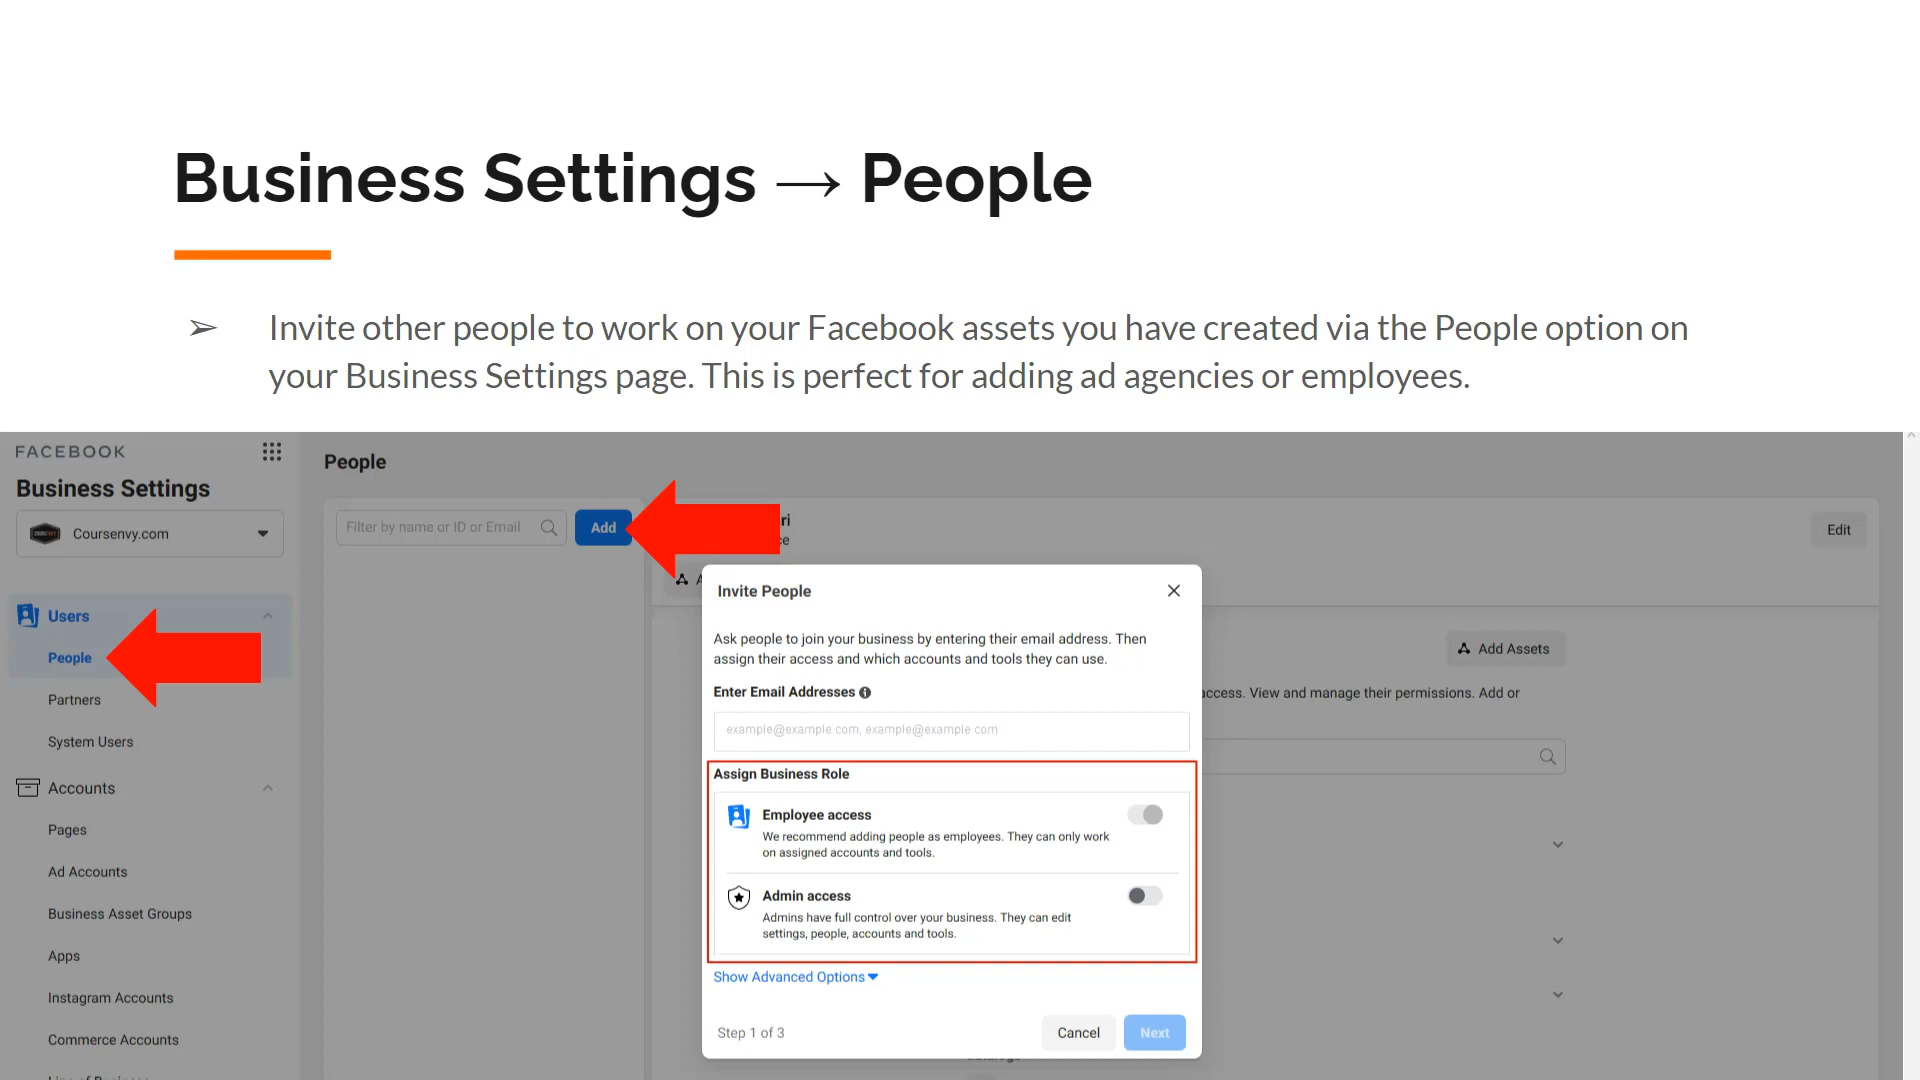 Business Settings → People
➢ Invite other people to work on your Facebook assets you have created via the People option on
your Business Settings page. This is perfect for adding ad agencies or employees.
FACEBOOK
Business Settings
Coursenvy.com
Users
People
Partners
System Users
Accounts
Pages
Ad Accounts
Business Asset Groups
Apps
Instagram Accounts
Commerce Accounts
People
Filter by name or ID or Email
Add
ri
ce
Edit
Add Assets
access. View and manage their permissions. Add or
Invite People
Ask people to join your business by entering their email address. Then
assign their access and which accounts and tools they can use.
Enter Email Addresses
example@example.com, example@example.com
Assign Business Role
Employee access
We recommend adding people as employees. They can only work
on assigned accounts and tools.
Admin access
Admins have full control over your business. They can edit
settings, people, accounts and tools.
Show Advanced Options
Step 1 of 3
Cancel
Next